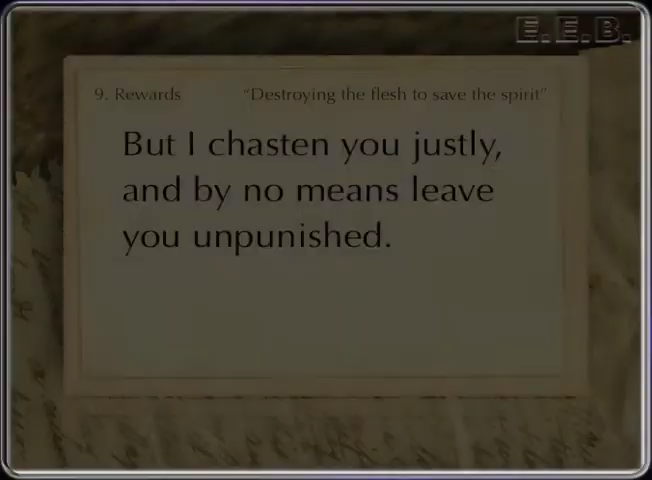 E.E.B.
9. Rewards “Destroying the flesh to save the spirit”
But I chasten you justly,
and by no means leave
you unpunished.